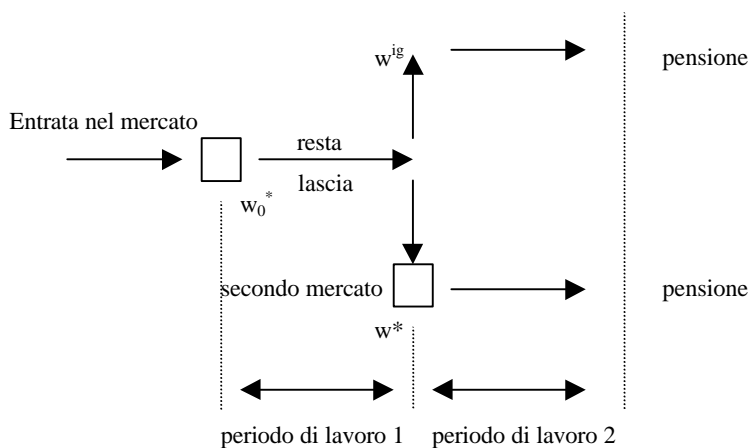 w^ig
pensione
Entrata nel mercato
resta
lascia
w₀*
secondo mercato
pensione
w*
periodo di lavoro 1
periodo di lavoro 2